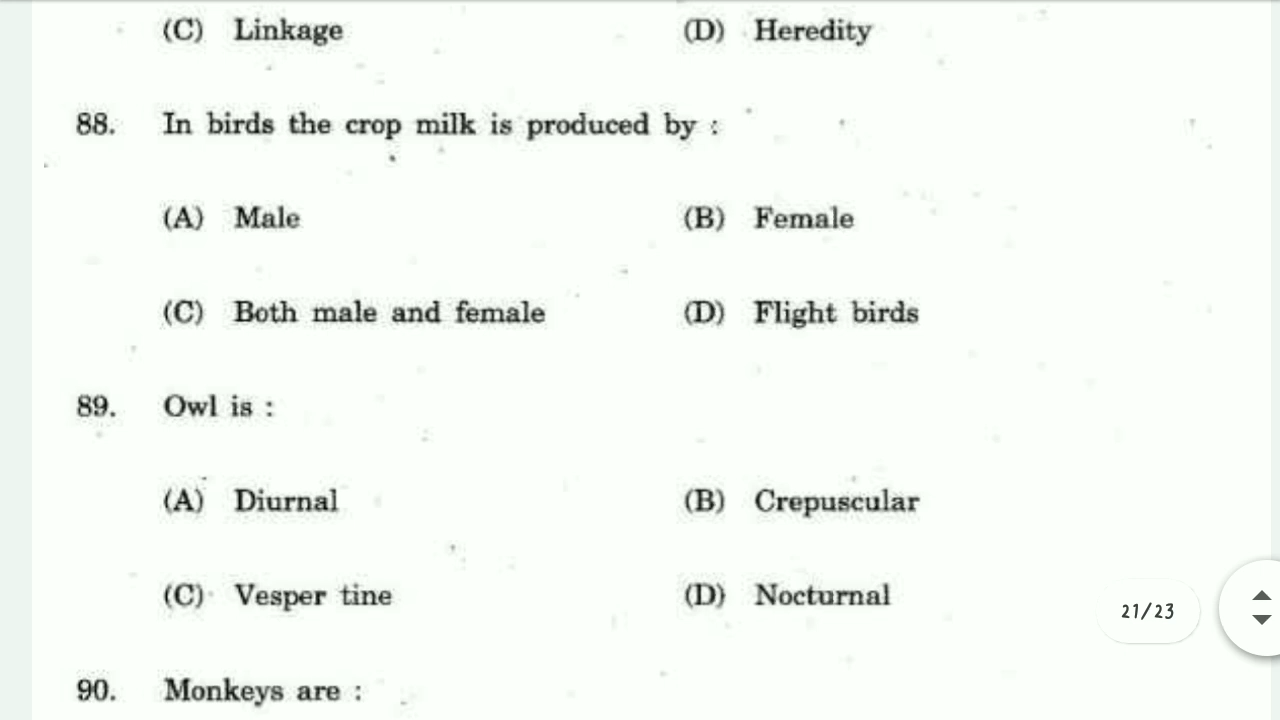 (C) Linkage (D) Heredity
88. In birds the crop milk is produced by :
(A) Male (B) Female
(C) Both male and female (D) Flight birds
89. Owl is :
(A) Diurnal (B) Crepuscular
(C) Vesper tine (D) Nocturnal
21/23
90. Monkeys are :